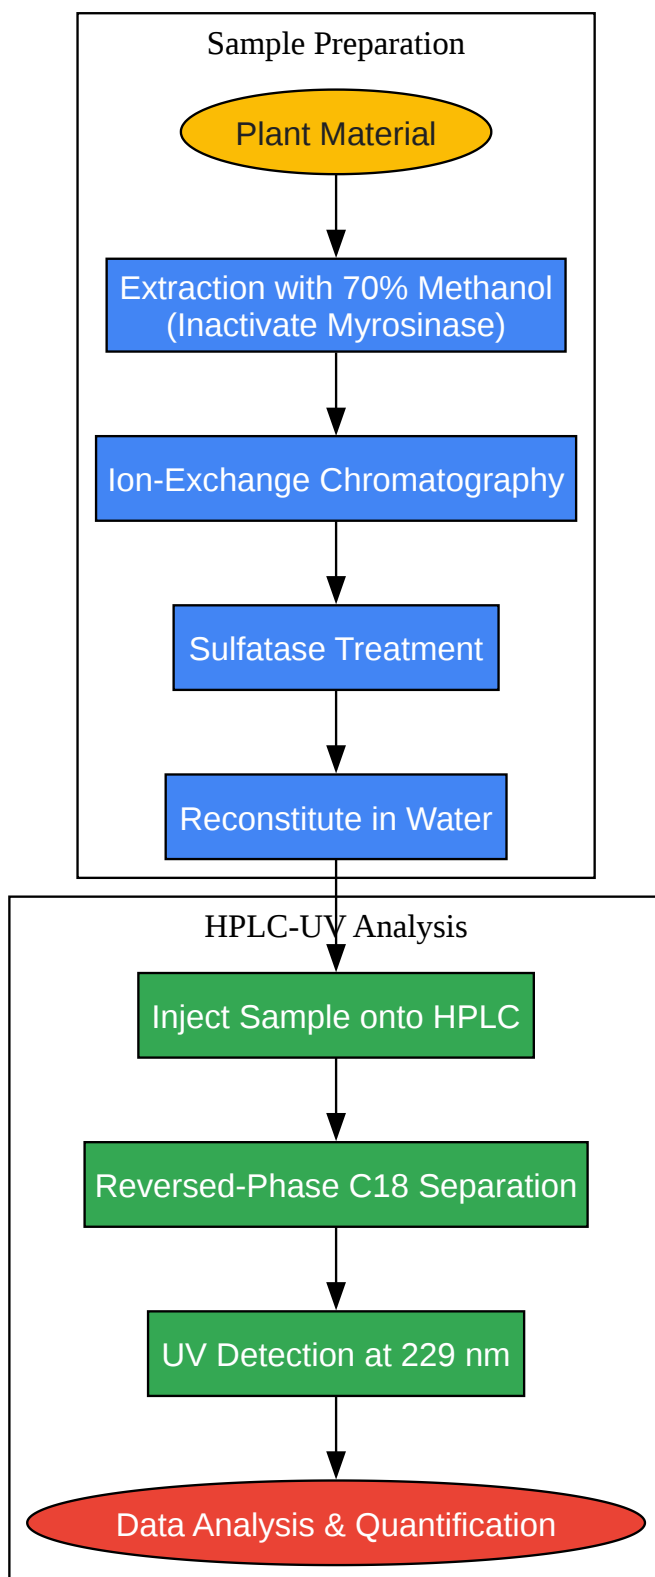 Sample Preparation
Plant Material
Extraction with 70% Methanol
(Inactivate Myrosinase)
Ion-Exchange Chromatography
Sulfatase Treatment
Reconstitute in Water
HPLC-UV Analysis
Inject Sample onto HPLC
Reversed-Phase C18 Separation
UV Detection at 229 nm
Data Analysis & Quantification